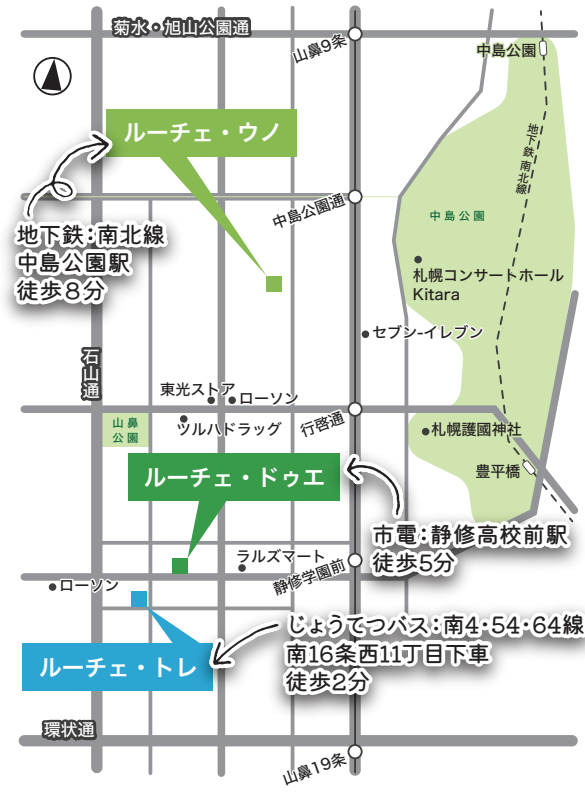 菊水・旭山公園通
山鼻9条
中島公園
ルーチェ・ウノ
地下鉄南北線
地下鉄：南北線
中島公園駅
徒歩8分
中島公園通
中島公園
札幌コンサートホール
Kitara
セブン-イレブン
石山通
東光ストア
ローソン
山鼻
公園
ツルハドラッグ
行啓通
札幌護國神社
豊平橋
ルーチェ・ドゥエ
市電：静修高校前駅
徒歩5分
ラルズマート
静修学園前
ローソン
じょうてつバス：南4・54・64線
南16条西11丁目下車
徒歩2分
ルーチェ・トレ
環状通
山鼻19条